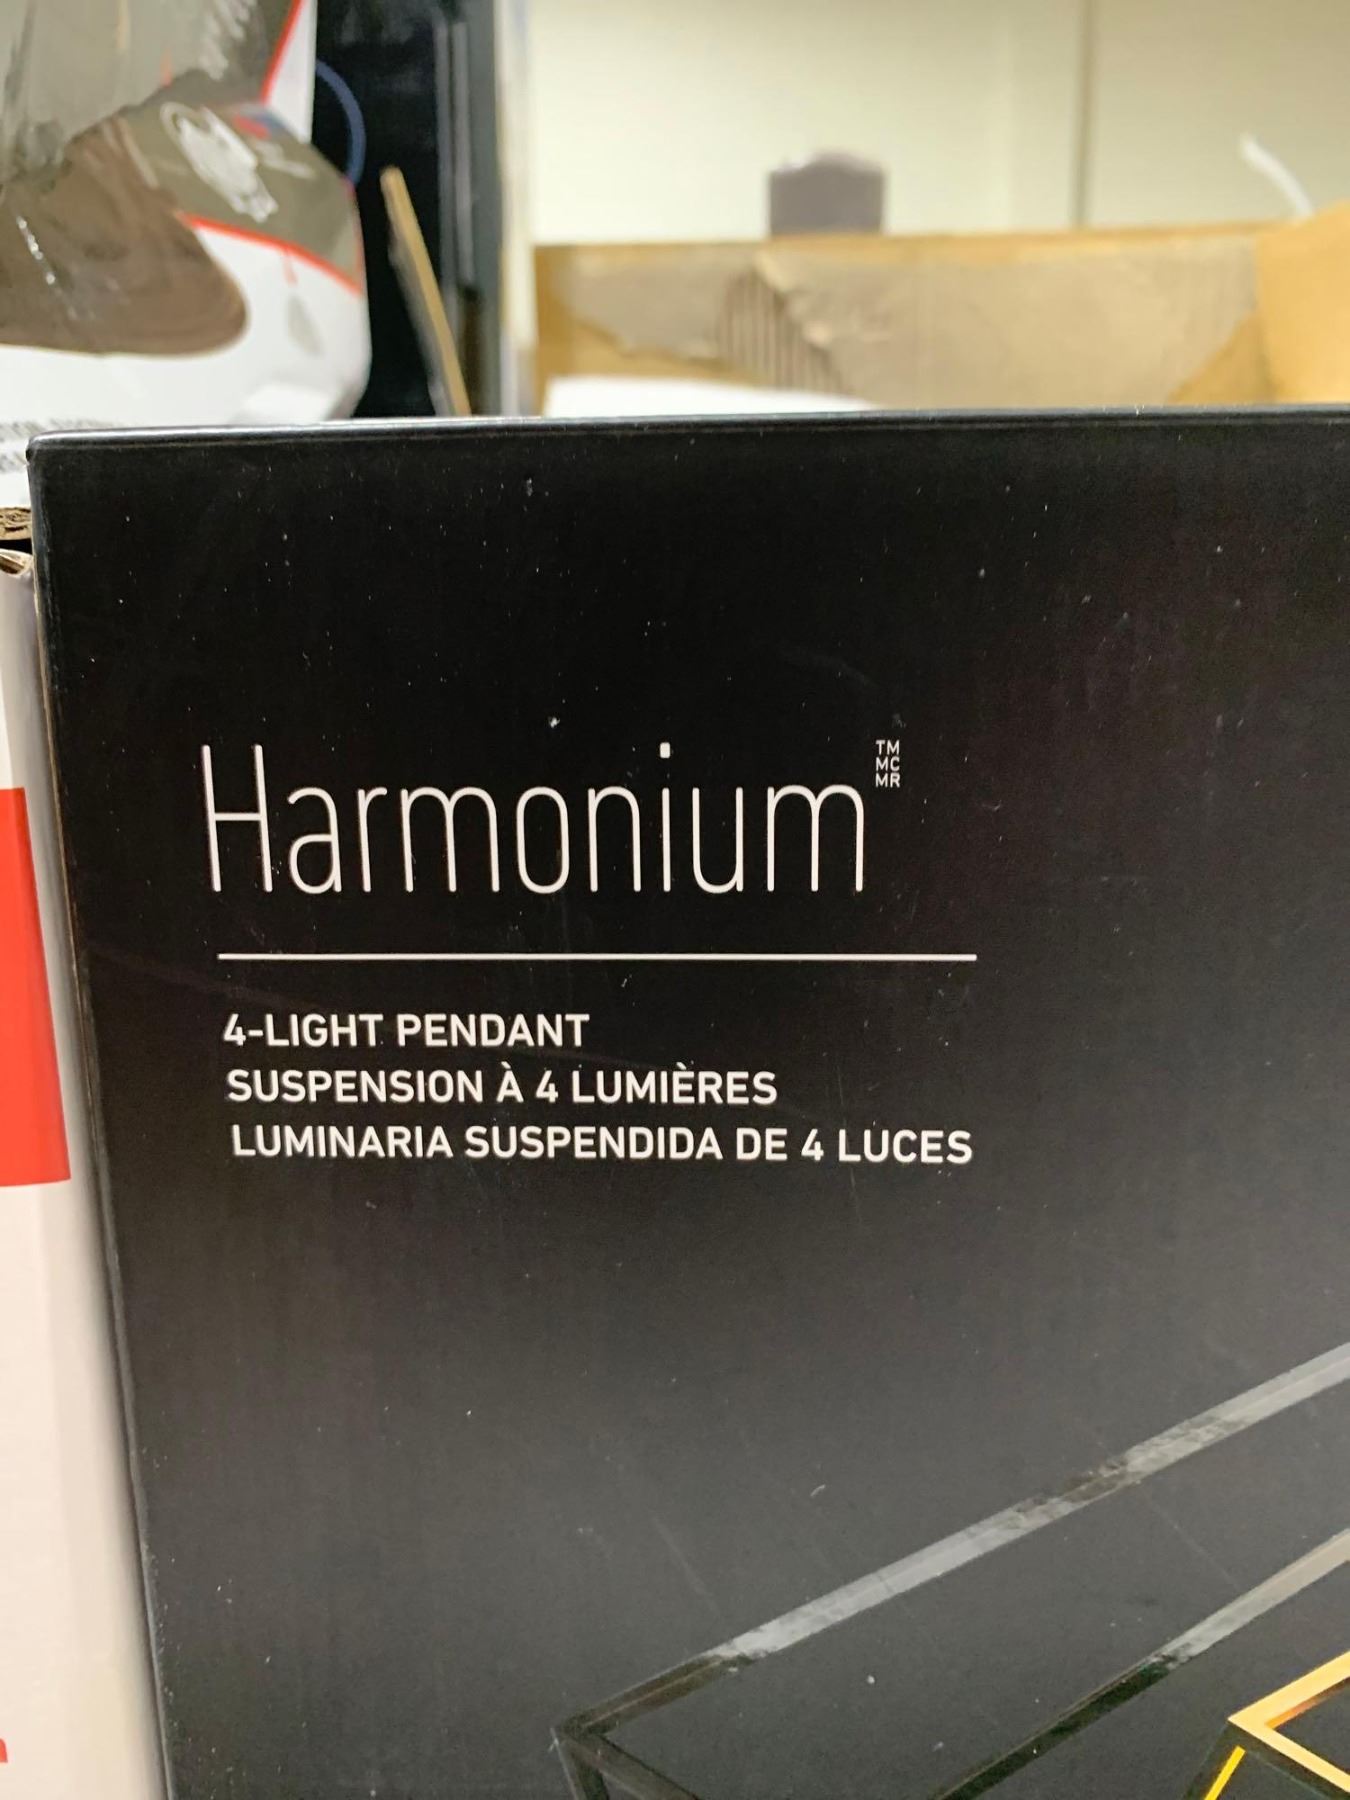 Harmonium TM MC MR
4-LIGHT PENDANT
SUSPENSION À 4 LUMIÈRES
LUMINARIA SUSPENDIDA DE 4 LUCES